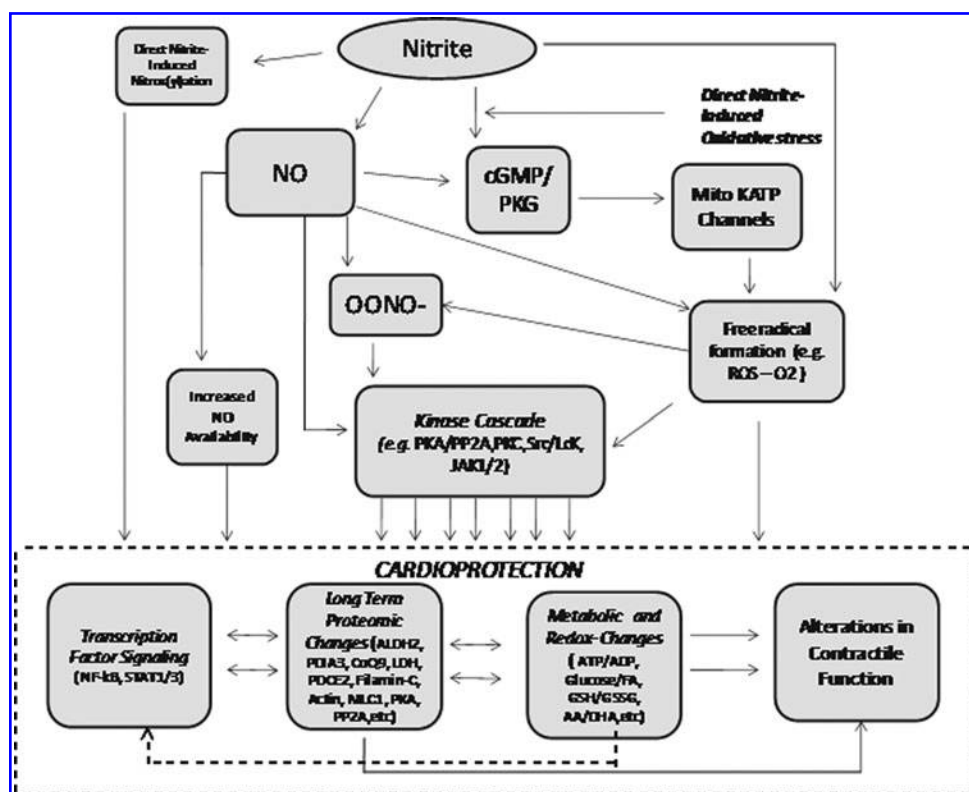 Nitrite
Direct Nitrite-
Induced
Nitros(yl)ation
Direct Nitrite-
Induced
Oxidative stress
NO
cGMP/
PKG
Mito KATP
Channels
OONO-
Free radical
formation (e.g.
ROS—O2 )
Increased
NO
Availability
Kinase Cascade
(e.g. PKA/PP2A,PKC,Src/LcK,
JAK1/2)
CARDIOPROTECTION
Transcription
Factor Signaling
(NF-kB, STAT1/3)
Long Term
Proteomic
Changes (ALDH2,
PDIA3, CoQ9, LDH,
PDCE2, Filamin-C,
Actin, MLC1, PKA,
PP2A,etc)
Metabolic and
Redox-Changes
( ATP/ADP,
Glucose/FA,
GSH/GSSG,
AA/DHA,etc)
Alterations in
Contractile
Function